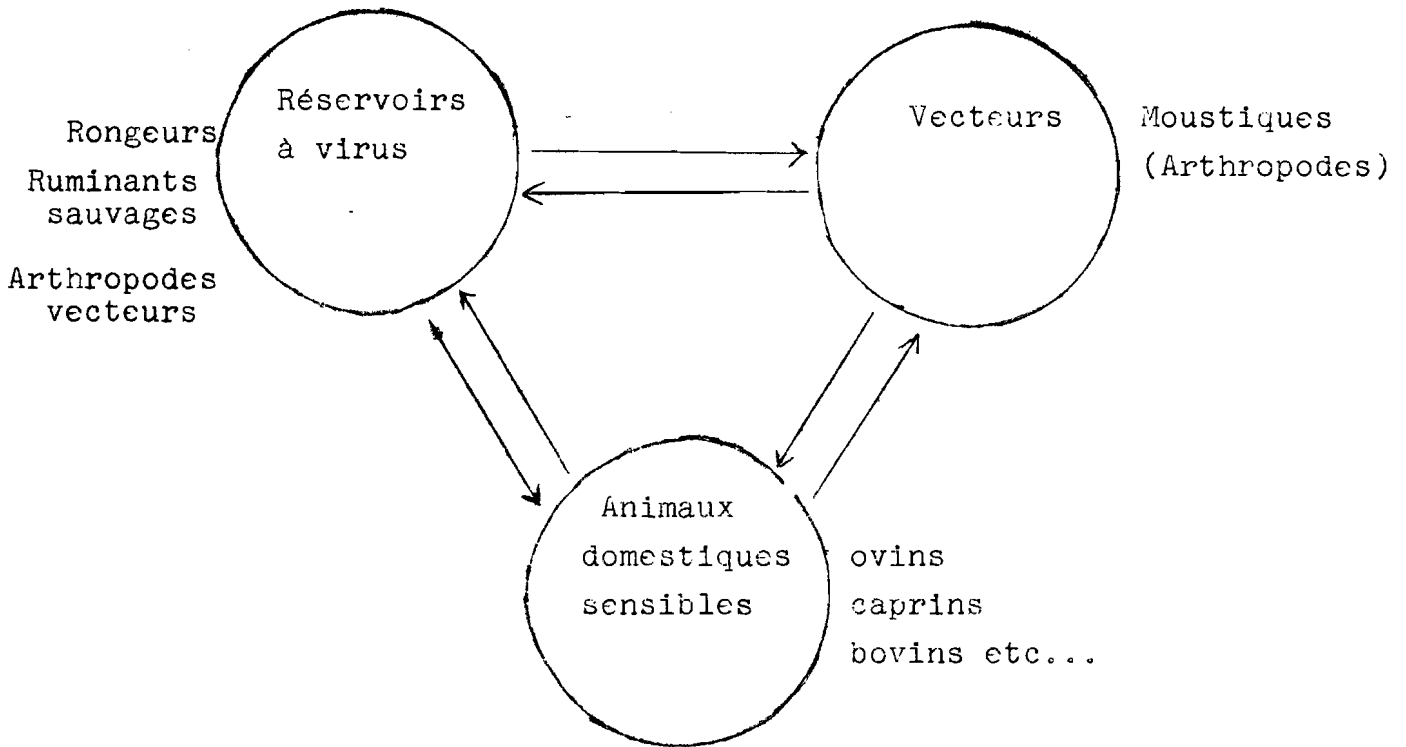 Réservoirs
à virus
Rongeurs
Ruminants
sauvages
Arthropodes
vecteurs
Vecteurs
Moustiques
(Arthropodes)
Animaux
domestiques
sensibles
ovins
caprins
bovins etc...